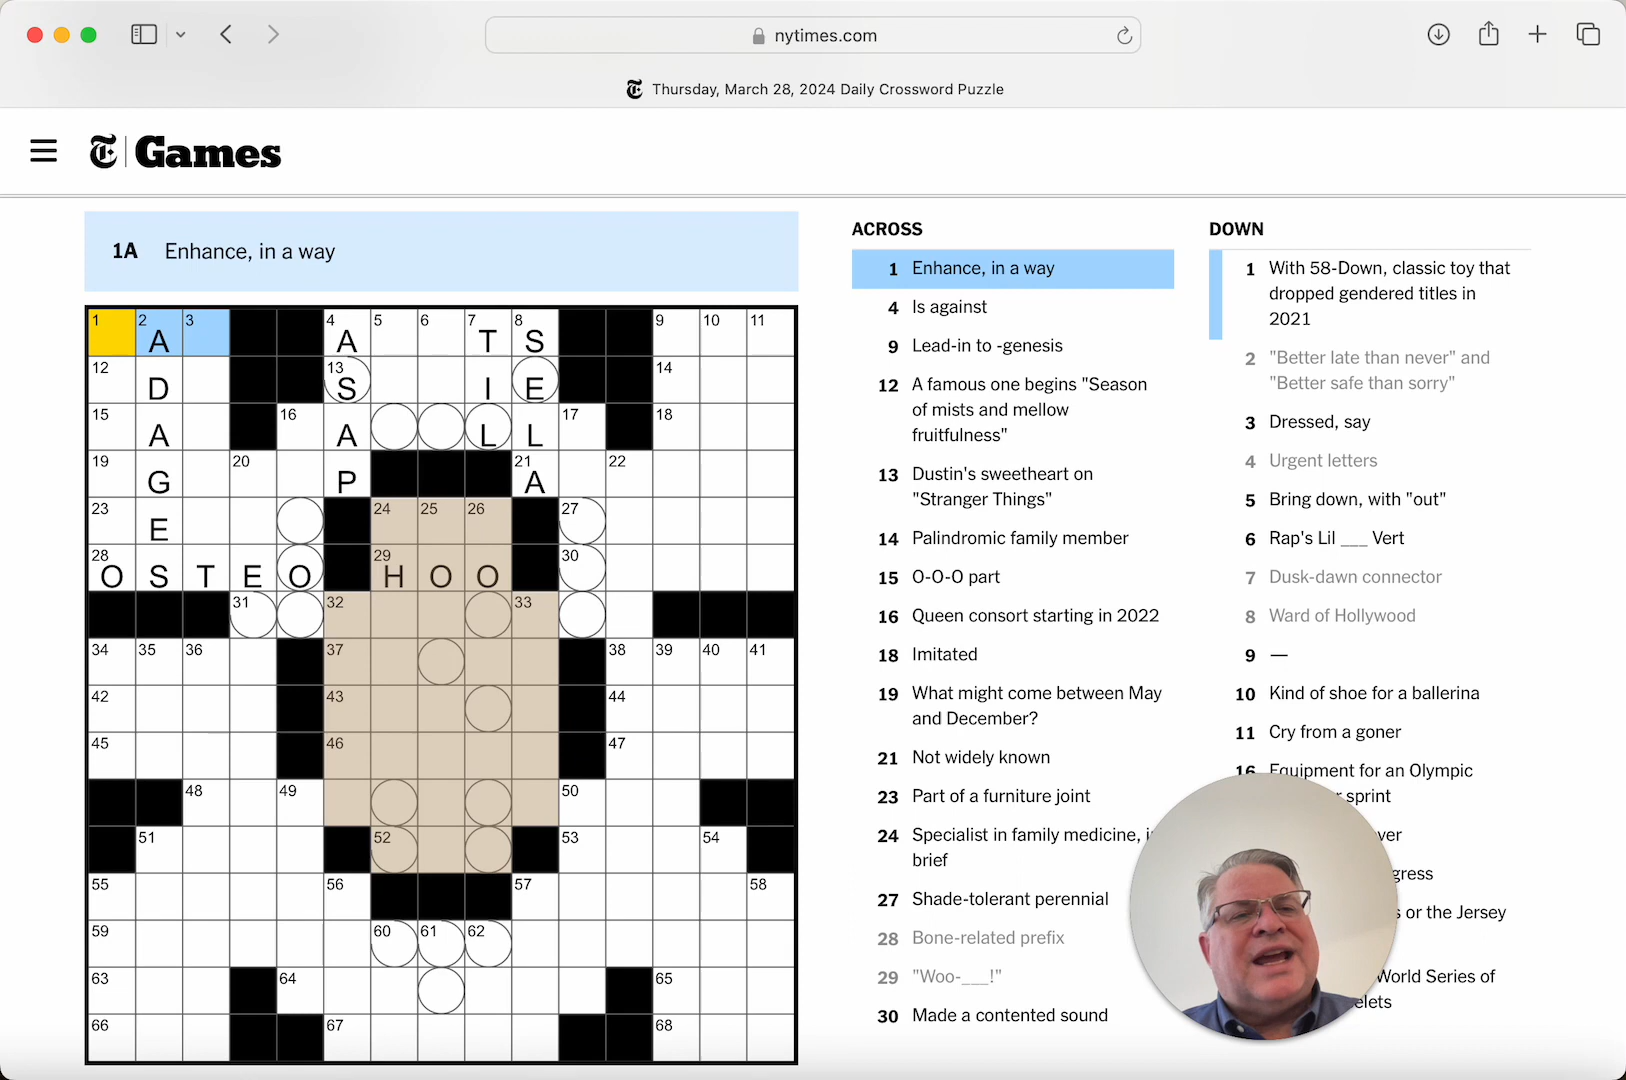 nytimes.com
Thursday, March 28, 2024 Daily Crossword Puzzle
T Games
1A Enhance, in a way
1 2 A 3 4 A 5 6 7 T 8 S 9 10 11
12 D 13 S I E 14
15 A 16 A L L 17 18
19 G 20 P 21 A 22
23 E 24 25 26 27
28 O S T E O 29 H O O 30
31 32 33
34 35 36 37 38 39 40 41
42 43 44
45 46 47
48 49 50
51 52 53 54
55 56 57 58
59 60 61 62
63 64 65
66 67 68
ACROSS
1 Enhance, in a way
4 Is against
9 Lead-in to -genesis
12 A famous one begins "Season
of mists and mellow
fruitfulness"
13 Dustin's sweetheart on
"Stranger Things"
14 Palindromic family member
15 O-O-O part
16 Queen consort starting in 2022
18 Imitated
19 What might come between May
and December?
21 Not widely known
23 Part of a furniture joint
24 Specialist in family medicine,
brief
27 Shade-tolerant perennial
28 Bone-related prefix
29 "Woo-___!"
30 Made a contented sound
DOWN
1 With 58-Down, classic toy that
dropped gendered titles in
2021
2 "Better late than never" and
"Better safe than sorry"
3 Dressed, say
4 Urgent letters
5 Bring down, with "out"
6 Rap's Lil ___ Vert
7 Dusk-dawn connector
8 Ward of Hollywood
9 —
10 Kind of shoe for a ballerina
11 Cry from a goner
16 Equipment for an Olympic
sprint
or the Jersey
World Series of